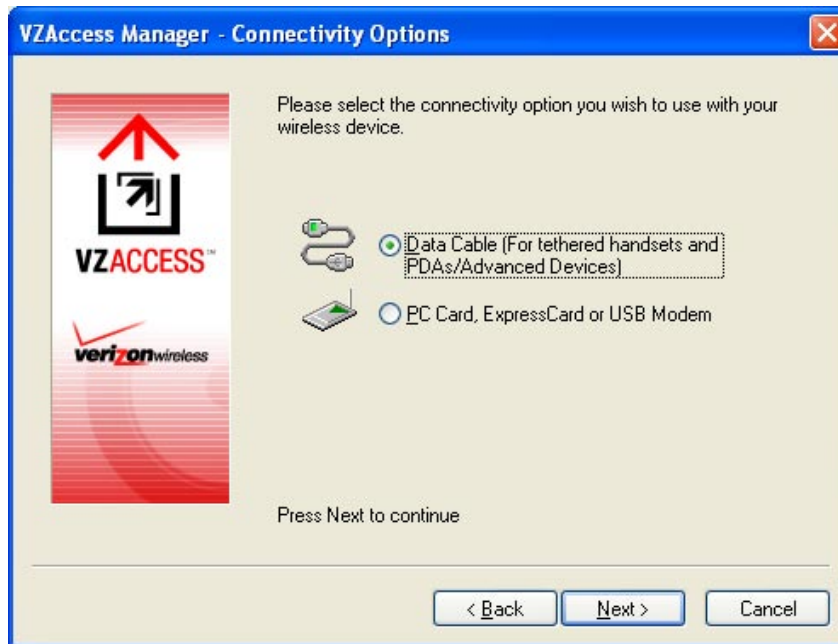 VZAccess Manager - Connectivity Options
Please select the connectivity option you wish to use with your
wireless device.
VZACCESS™
verizonwireless
Data Cable (For tethered handsets and
PDAs/Advanced Devices)
PC Card, ExpressCard or USB Modem
Press Next to continue
< Back
Next >
Cancel